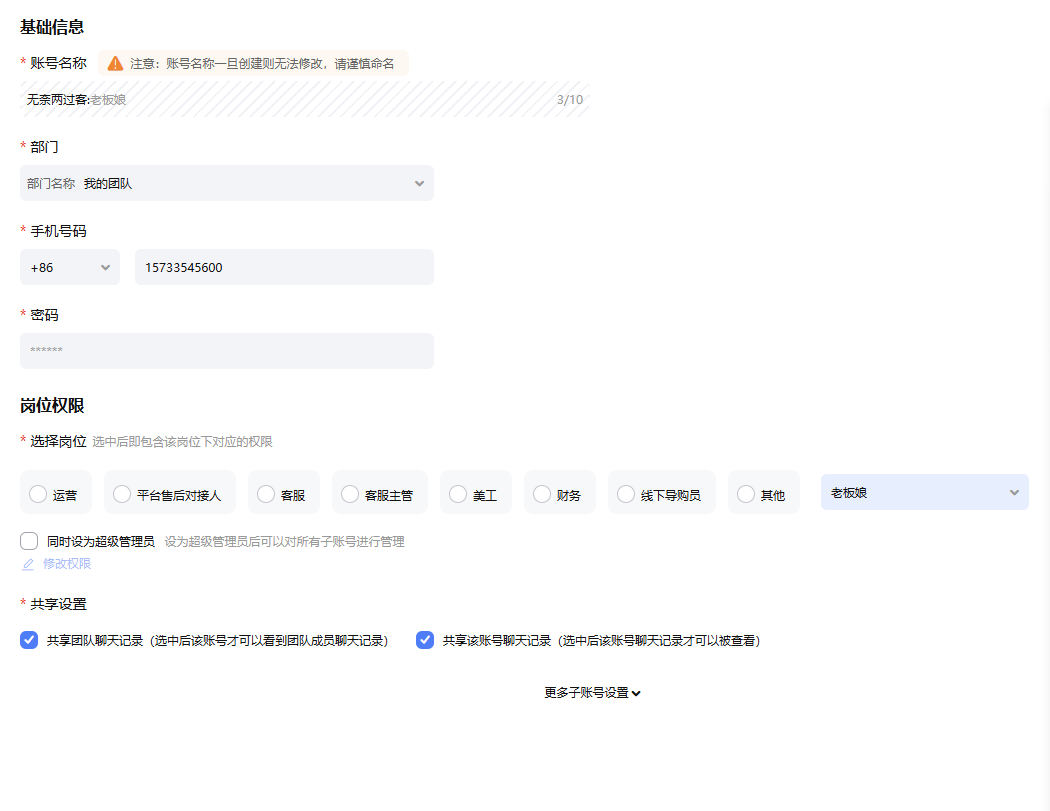 基础信息
* 账号名称 注意：账号名称一旦创建则无法修改，请谨慎命名
无柰两过客:老板娘 3/10
* 部门
部门名称 我的团队
* 手机号码
+86 15733545600
* 密码
******
岗位权限
* 选择岗位 选中后即包含该岗位下对应的权限
运营 平台售后对接人 客服 客服主管 美工 财务 线下导购员 其他 老板娘
同时设为超级管理员 设为超级管理员后可以对所有子账号进行管理
修改权限
* 共享设置
共享团队聊天记录（选中后该账号才可以看到团队成员聊天记录） 共享该账号聊天记录（选中后该账号聊天记录才可以被查看）
更多子账号设置